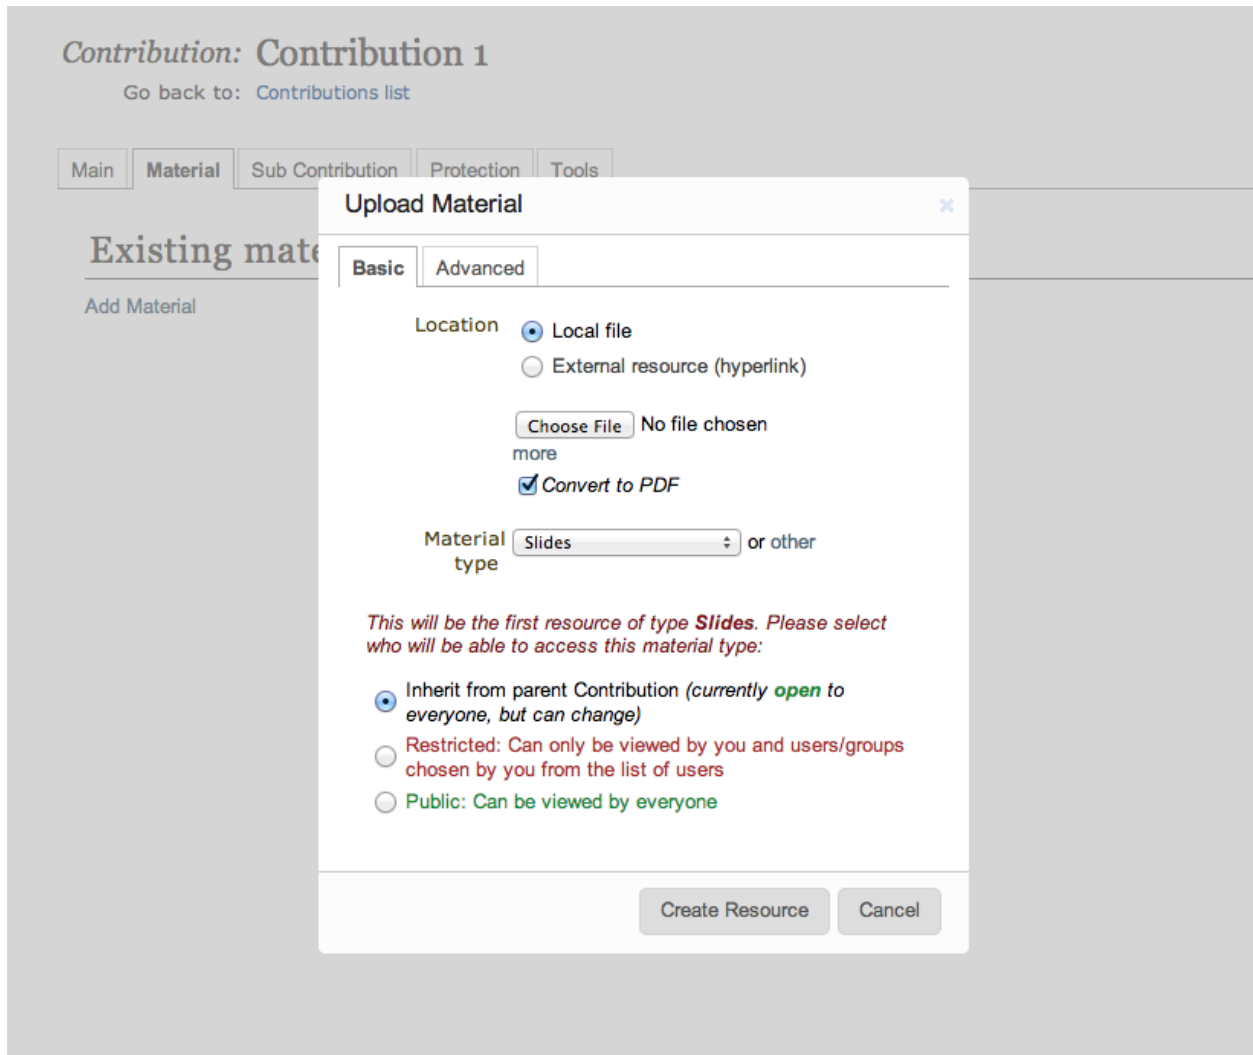 Contribution: Contribution 1
Go back to: Contributions list
Main Material Sub Contribution Protection Tools
Upload Material
Existing mate
Basic Advanced
Add Material
Location Local file
External resource (hyperlink)
Choose File No file chosen
more
Convert to PDF
Material type Slides or other
This will be the first resource of type Slides. Please select
who will be able to access this material type:
Inherit from parent Contribution (currently open to
everyone, but can change)
Restricted: Can only be viewed by you and users/groups
chosen by you from the list of users
Public: Can be viewed by everyone
Create Resource Cancel